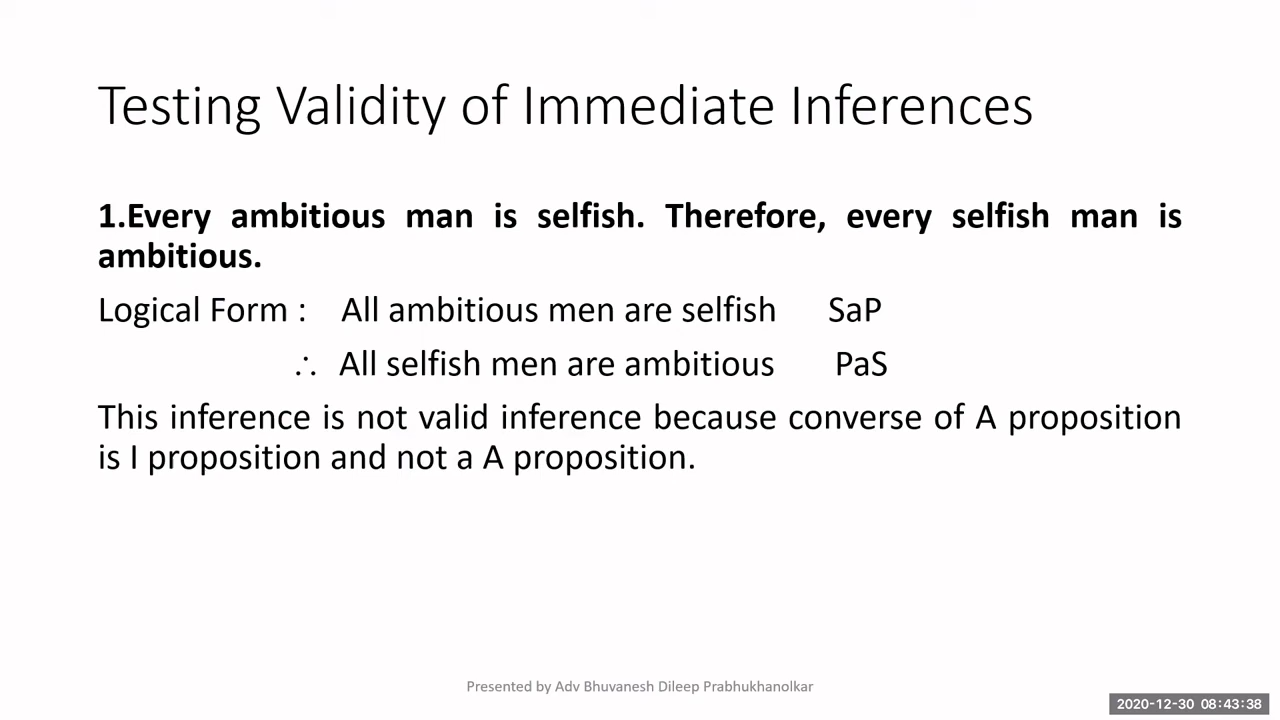 Testing Validity of Immediate Inferences
1.Every ambitious man is selfish. Therefore, every selfish man is
ambitious.
Logical Form : All ambitious men are selfish SaP
∴ All selfish men are ambitious PaS
This inference is not valid inference because converse of A proposition
is I proposition and not a A proposition.
Presented by Adv Bhuvanesh Dileep Prabhukhanolkar
2020-12-30 08:43:38